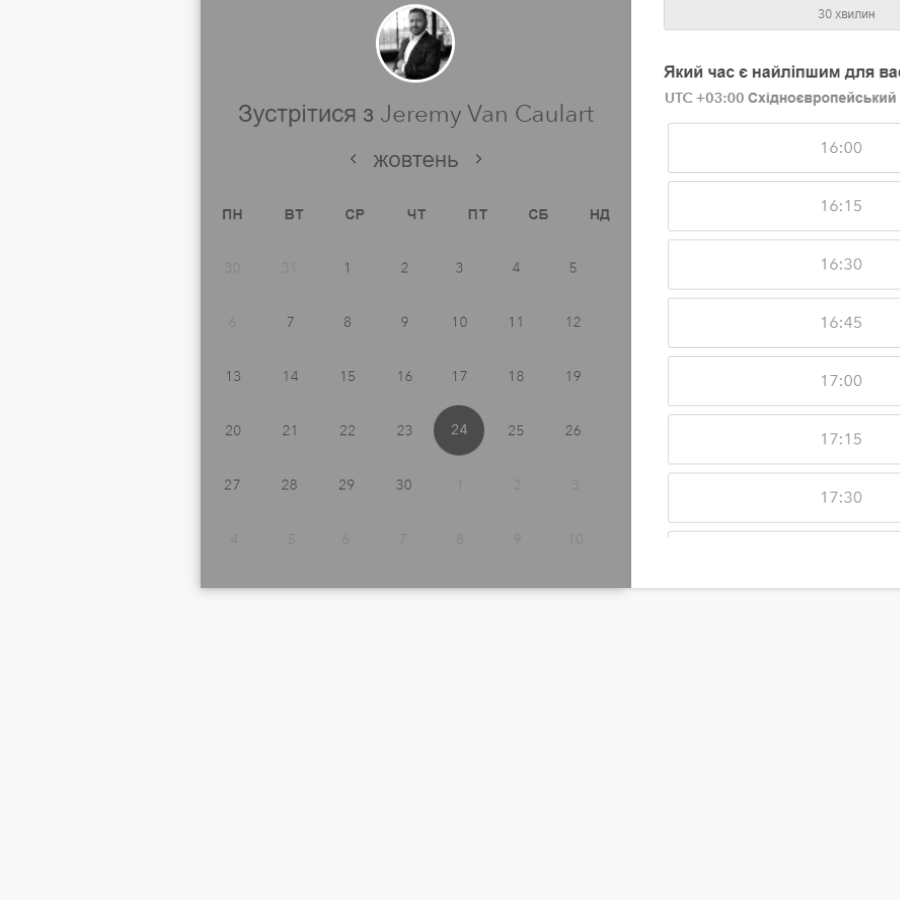 Зустрітися з Jeremy Van Caulart
жовтень
ПН ВТ СР ЧТ ПТ СБ НД
30 31 1 2 3 4 5
6 7 8 9 10 11 12
13 14 15 16 17 18 19
20 21 22 23 24 25 26
27 28 29 30 1 2 3
4 5 6 7 8 9 10
30 хвилин
Який час є найліпшим для
UTC +03:00 Східноєвропейський
16:00
16:15
16:30
16:45
17:00
17:15
17:30